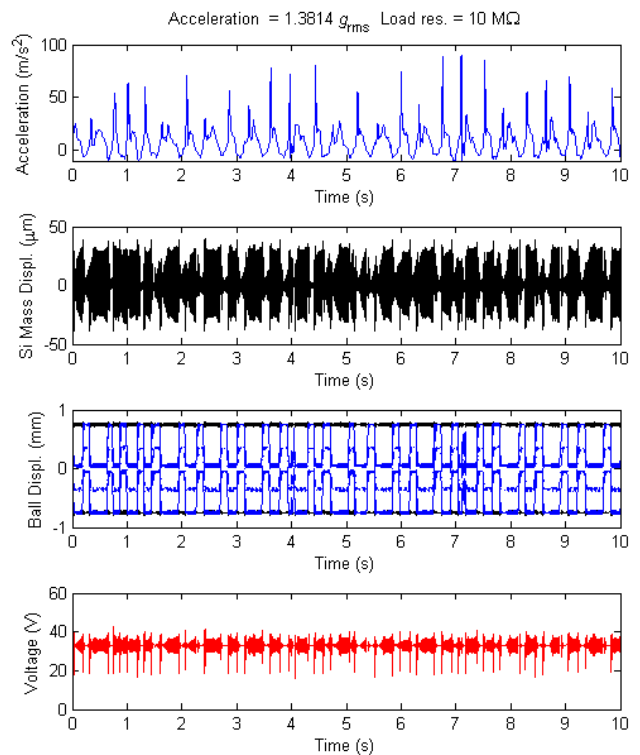 Acceleration = 1.3814 g_rms Load res. = 10 MΩ
Acceleration (m/s²)
100
50
0
0 1 2 3 4 5 6 7 8 9 10
Time (s)
Si Mass Displ. (μm)
50
0
-50
0 1 2 3 4 5 6 7 8 9 10
Time (s)
Ball Displ. (mm)
1
0
-1
0 1 2 3 4 5 6 7 8 9 10
Time (s)
Voltage (V)
60
40
20
0
0 1 2 3 4 5 6 7 8 9 10
Time (s)